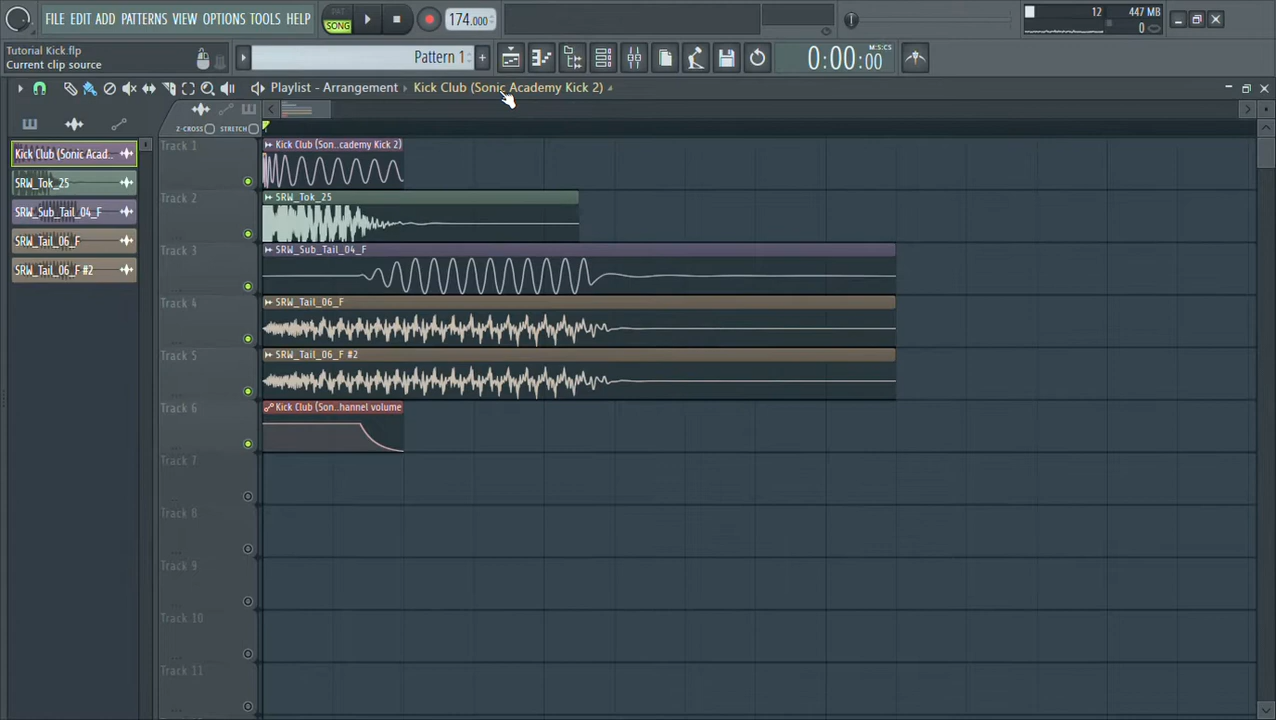 FILE EDIT ADD PATTERNS VIEW OPTIONS TOOLS HELP
PAT
SONG
174.000
12
447 MB
0
Tutorial Kick.flp
Current clip source
Pattern 1
+
M:S:CS
0:00:00
Playlist - Arrangement › Kick Club (Sonic Academy Kick 2)
Z-CROSS
STRETCH
Kick Club (Sonic Acad..
SRW_Tok_25
SRW_Sub_Tail_04_F
SRW_Tail_06_F
SRW_Tail_06_F #2
Track 1
Kick Club (Son..cademy Kick 2)
Track 2
SRW_Tok_25
Track 3
SRW_Sub_Tail_04_F
Track 4
SRW_Tail_06_F
Track 5
SRW_Tail_06_F #2
Track 6
Kick Club (Son..hannel volume
Track 7
Track 8
Track 9
Track 10
Track 11